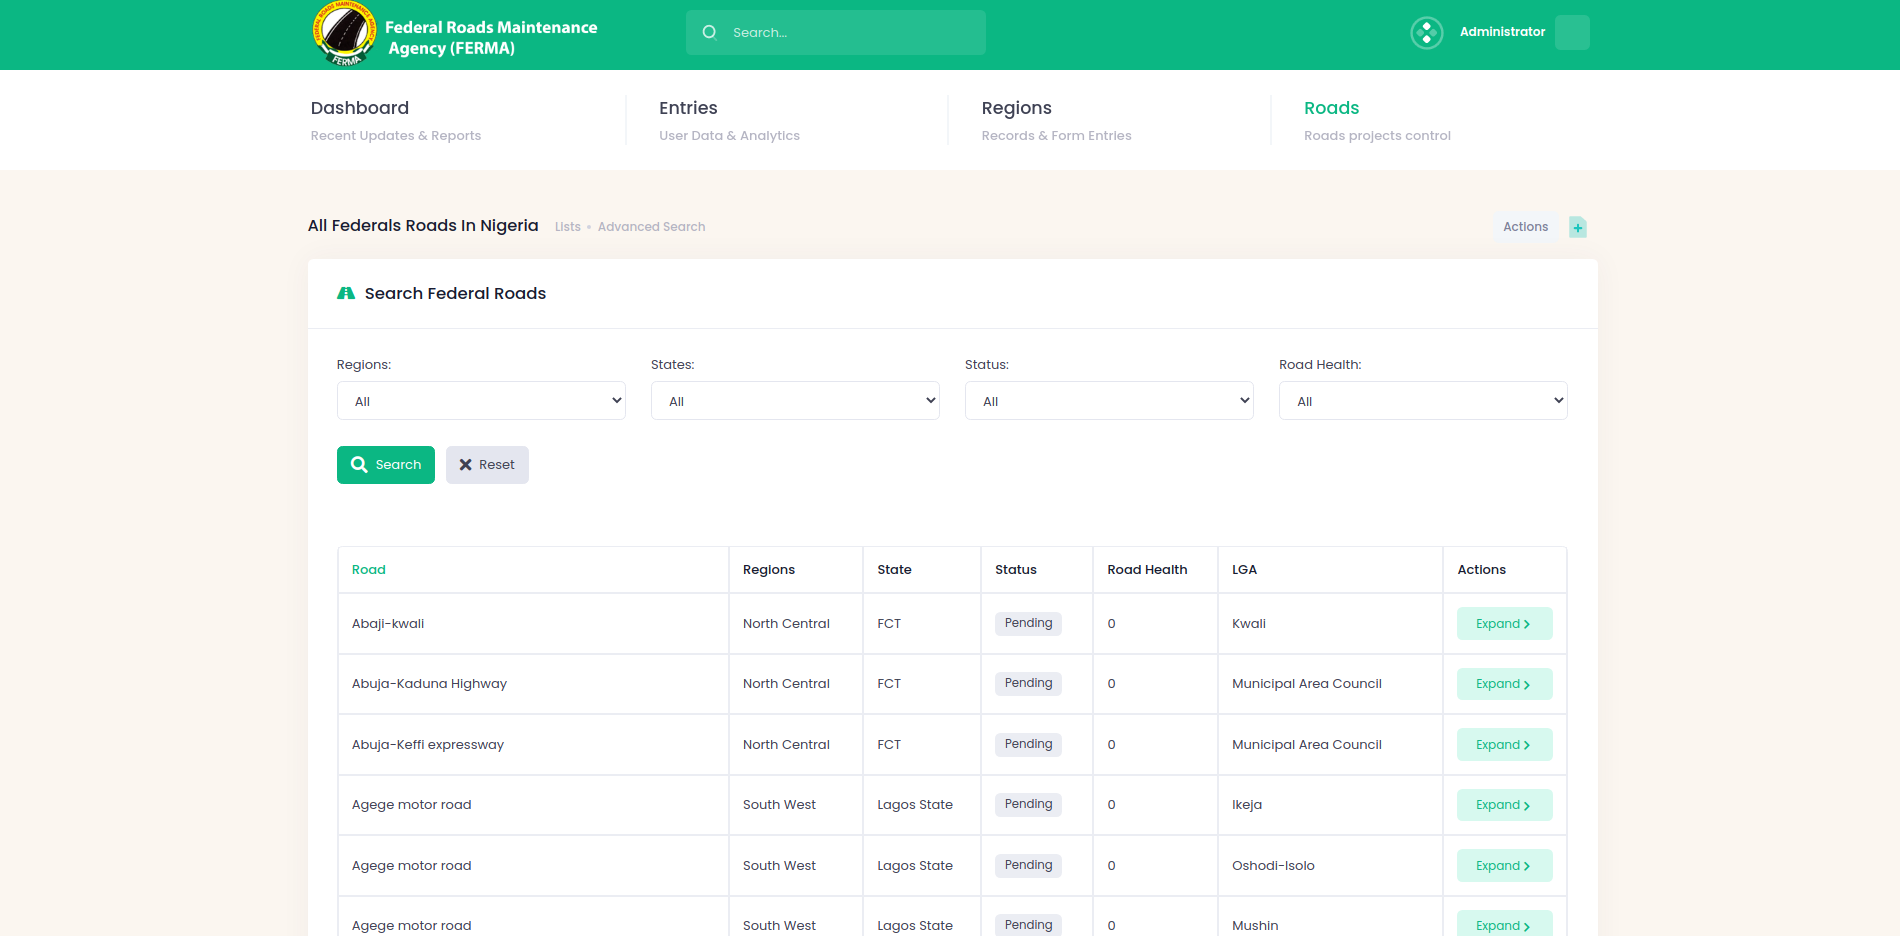 FEDERAL ROADS MAINTENANCE AGENCY
FERMA
Federal Roads Maintenance
Agency (FERMA)
Search...
Administrator
Dashboard
Recent Updates & Reports
Entries
User Data & Analytics
Regions
Records & Form Entries
Roads
Roads projects control
All Federals Roads In Nigeria Lists • Advanced Search
Actions
Search Federal Roads
Regions: States: Status: Road Health:
All All All All
Search Reset
Road Regions State Status Road Health LGA Actions
Abaji-kwali North Central FCT Pending 0 Kwali Expand
Abuja-Kaduna Highway North Central FCT Pending 0 Municipal Area Council Expand
Abuja-Keffi expressway North Central FCT Pending 0 Municipal Area Council Expand
Agege motor road South West Lagos State Pending 0 Ikeja Expand
Agege motor road South West Lagos State Pending 0 Oshodi-Isolo Expand
Agege motor road South West Lagos State Pending 0 Mushin Expand